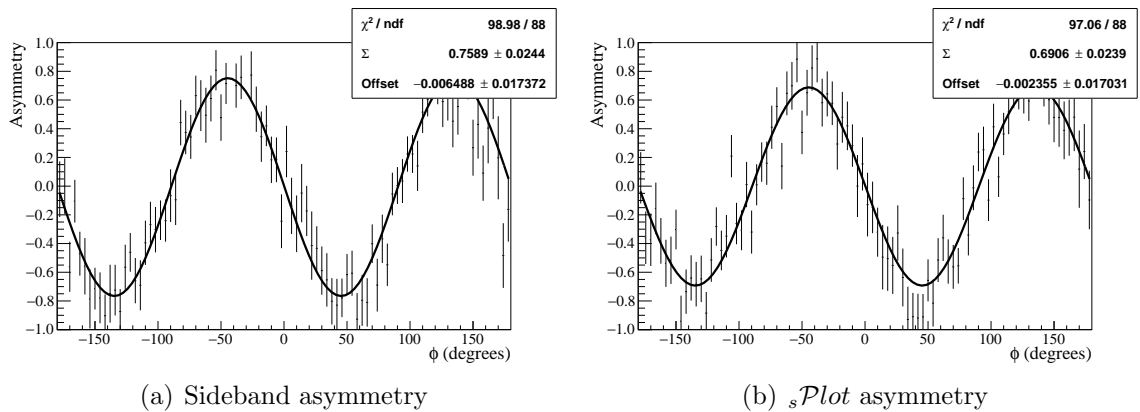 χ² / ndf 98.98 / 88
Σ 0.7589 ± 0.0244
Offset −0.006488 ± 0.017372
Asymmetry
1.0
0.8
0.6
0.4
0.2
0.0
−0.2
−0.4
−0.6
−0.8
−1.0
−150 −100 −50 0 50 100 150
ϕ (degrees)
(a) Sideband asymmetry
χ² / ndf 97.06 / 88
Σ 0.6906 ± 0.0239
Offset −0.002355 ± 0.017031
Asymmetry
1.0
0.8
0.6
0.4
0.2
0.0
−0.2
−0.4
−0.6
−0.8
−1.0
−150 −100 −50 0 50 100 150
ϕ (degrees)
(b) sPlot asymmetry